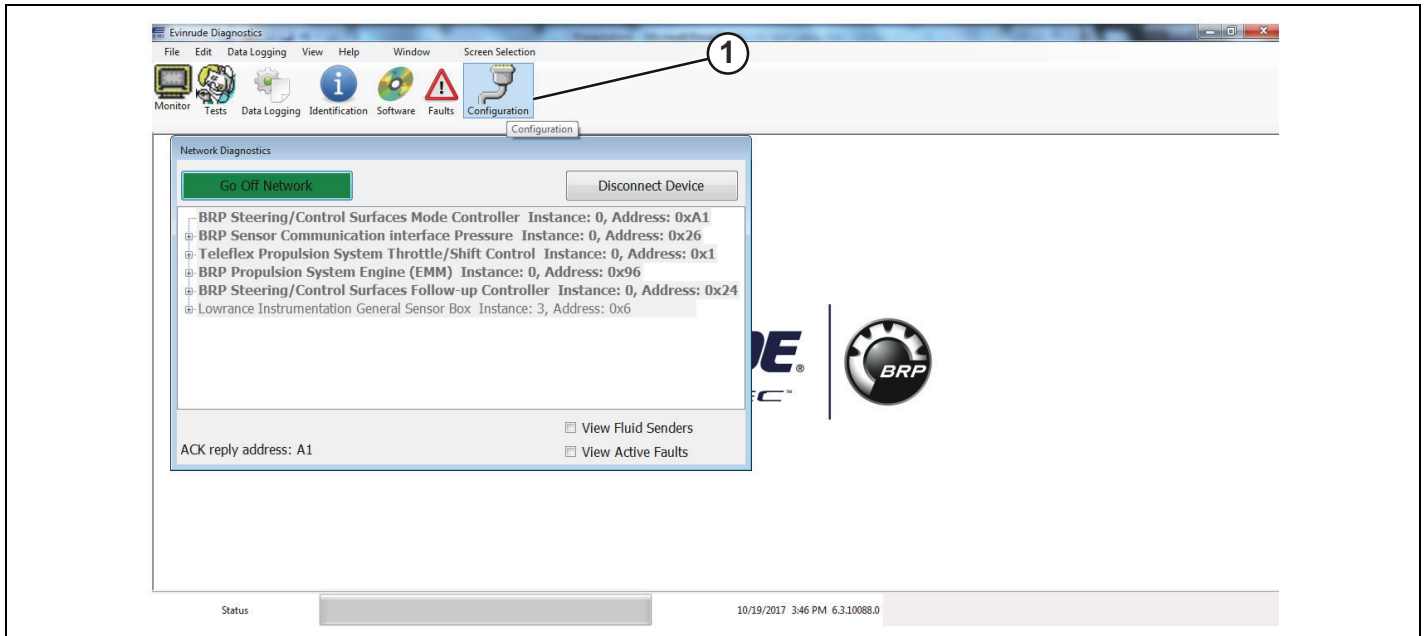 Evinrude Diagnostics
File Edit Data Logging View Help Window Screen Selection
1
Monitor Tests Data Logging Identification Software Faults Configuration
Configuration
Network Diagnostics
Go Off Network Disconnect Device
BRP Steering/Control Surfaces Mode Controller Instance: 0, Address: 0xA1
BRP Sensor Communication interface Pressure Instance: 0, Address: 0x26
Teleflex Propulsion System Throttle/Shift Control Instance: 0, Address: 0x1
BRP Propulsion System Engine (EMM) Instance: 0, Address: 0x96
BRP Steering/Control Surfaces Follow-up Controller Instance: 0, Address: 0x24
Lowrance Instrumentation General Sensor Box Instance: 3, Address: 0x6
DE®
BRP
EC™
View Fluid Senders
ACK reply address: A1
View Active Faults
Status 10/19/2017 3:46 PM 6.3.10088.0